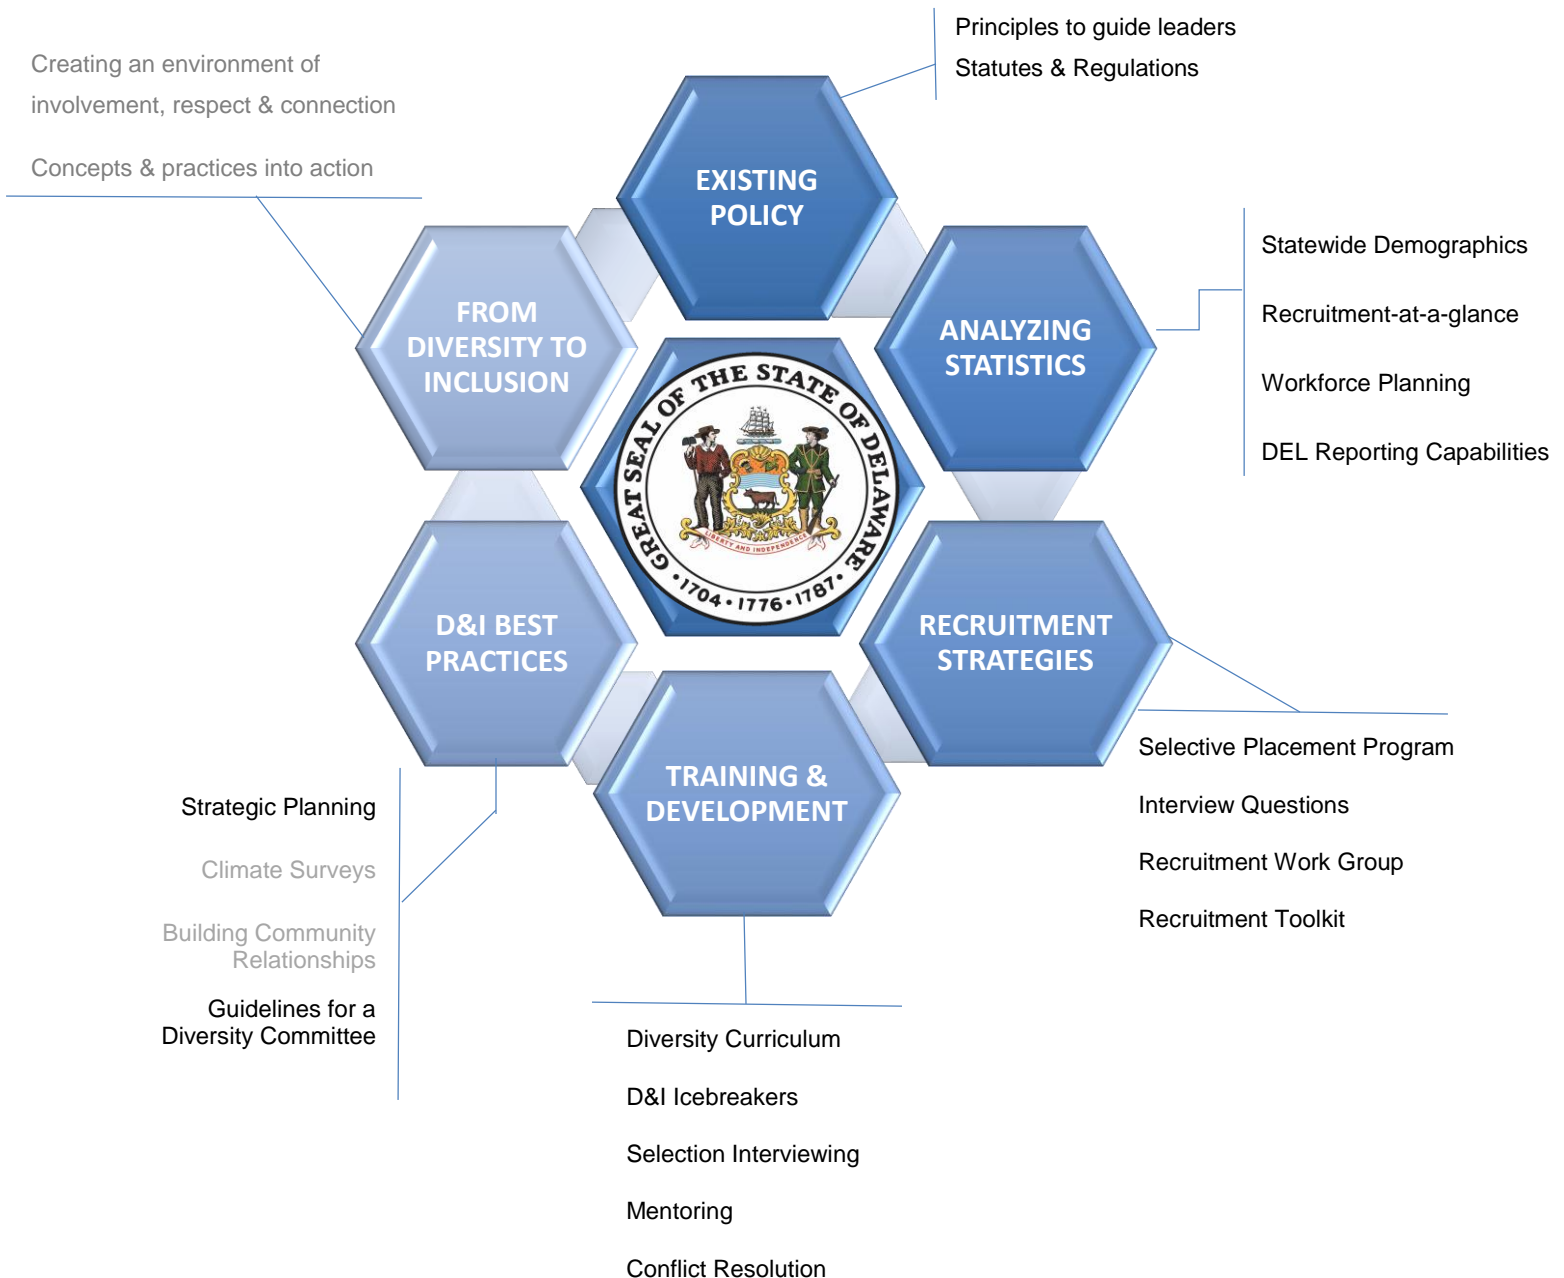 Principles to guide leaders
Statutes & Regulations
Creating an environment of
involvement, respect & connection
Concepts & practices into action
EXISTING
POLICY
FROM
DIVERSITY TO
INCLUSION
ANALYZING
STATISTICS
Statewide Demographics
Recruitment-at-a-glance
Workforce Planning
DEL Reporting Capabilities
GREAT SEAL OF THE STATE OF DELAWARE
LIBERTY AND INDEPENDENCE
• 1704 • 1776 • 1787 •
D&I BEST
PRACTICES
RECRUITMENT
STRATEGIES
TRAINING &
DEVELOPMENT
Selective Placement Program
Interview Questions
Recruitment Work Group
Recruitment Toolkit
Strategic Planning
Climate Surveys
Building Community
Relationships
Guidelines for a
Diversity Committee
Diversity Curriculum
D&I Icebreakers
Selection Interviewing
Mentoring
Conflict Resolution